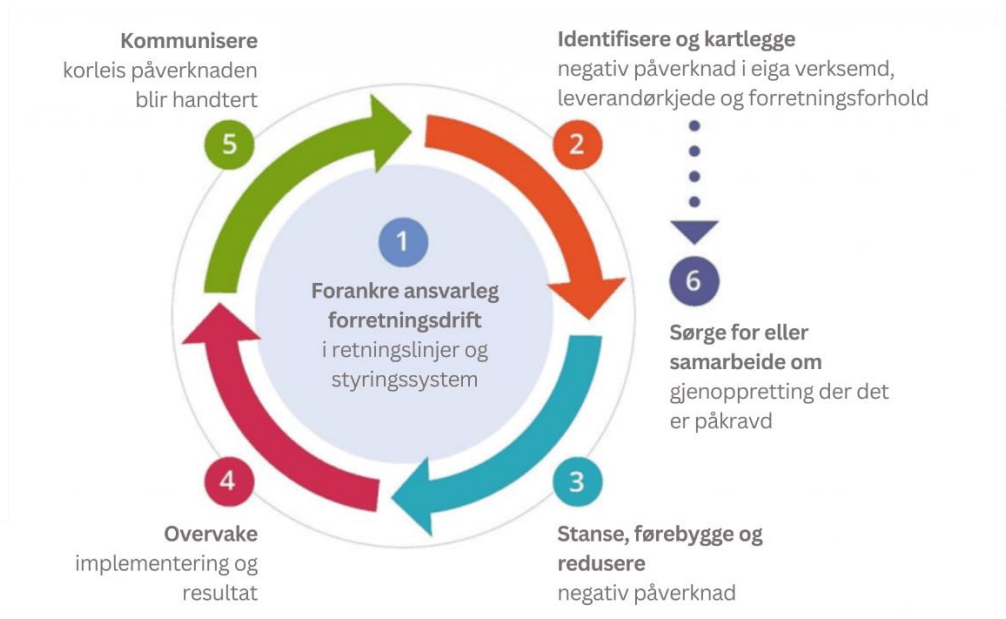 1
Forankre ansvarleg
forretningsdrift
i retningslinjer og
styringssystem
2
Identifisere og kartlegge
negativ påverknad i eiga verksemd,
leverandørkjede og forretningsforhold
3
Stanse, førebygge og
redusere
negativ påverknad
4
Overvake
implementering og
resultat
5
Kommunisere
korleis påverknaden
blir handtert
6
Sørge for eller
samarbeide om
gjenoppretting der det
er påkravd